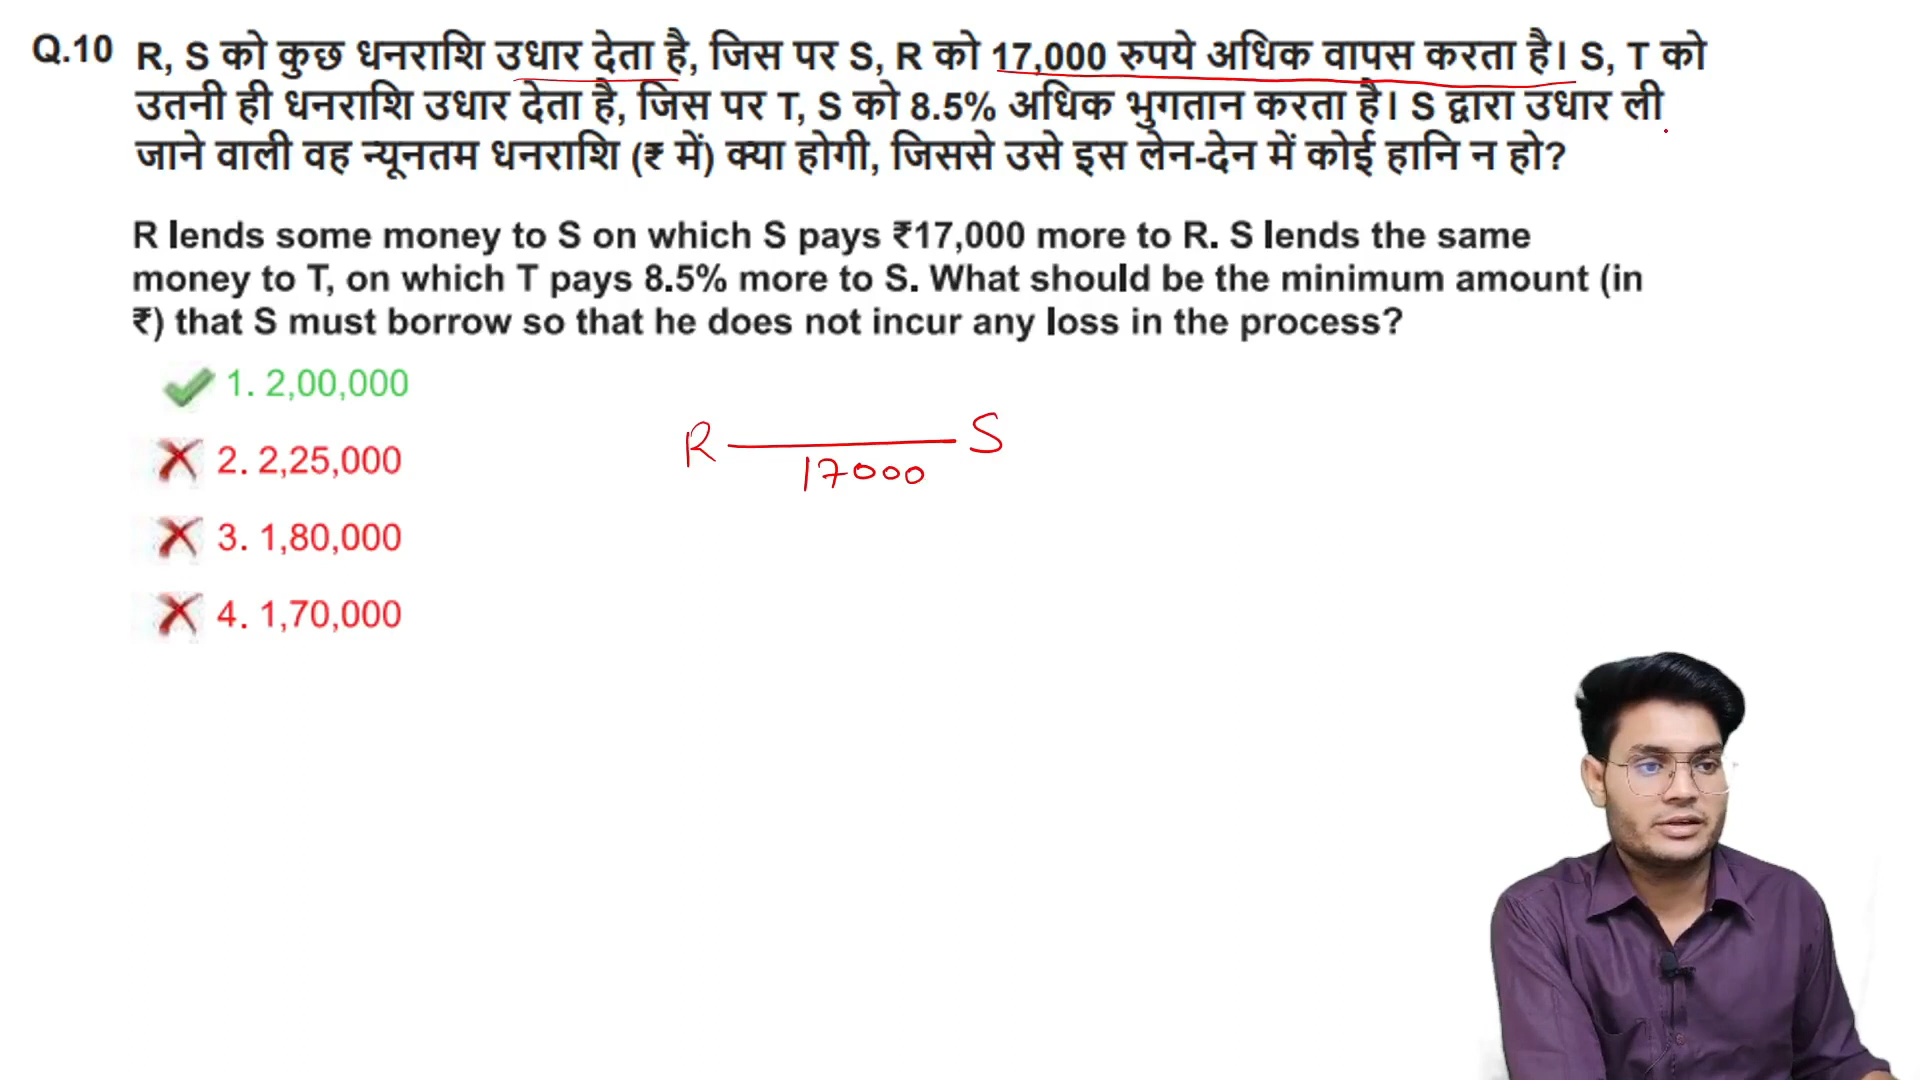 Q.10 R, S को कुछ धनराशि उधार देता है, जिस पर S, R को 17,000 रुपये अधिक वापस करता है। S, T को
उतनी ही धनराशि उधार देता है, जिस पर T, S को 8.5% अधिक भुगतान करता है। S द्वारा उधार ली
जाने वाली वह न्यूनतम धनराशि (₹ में) क्या होगी, जिससे उसे इस लेन-देन में कोई हानि न हो?
R lends some money to S on which S pays ₹17,000 more to R. S lends the same
money to T, on which T pays 8.5% more to S. What should be the minimum amount (in
₹) that S must borrow so that he does not incur any loss in the process?
1. 2,00,000
2. 2,25,000
3. 1,80,000
4. 1,70,000
R S
17000